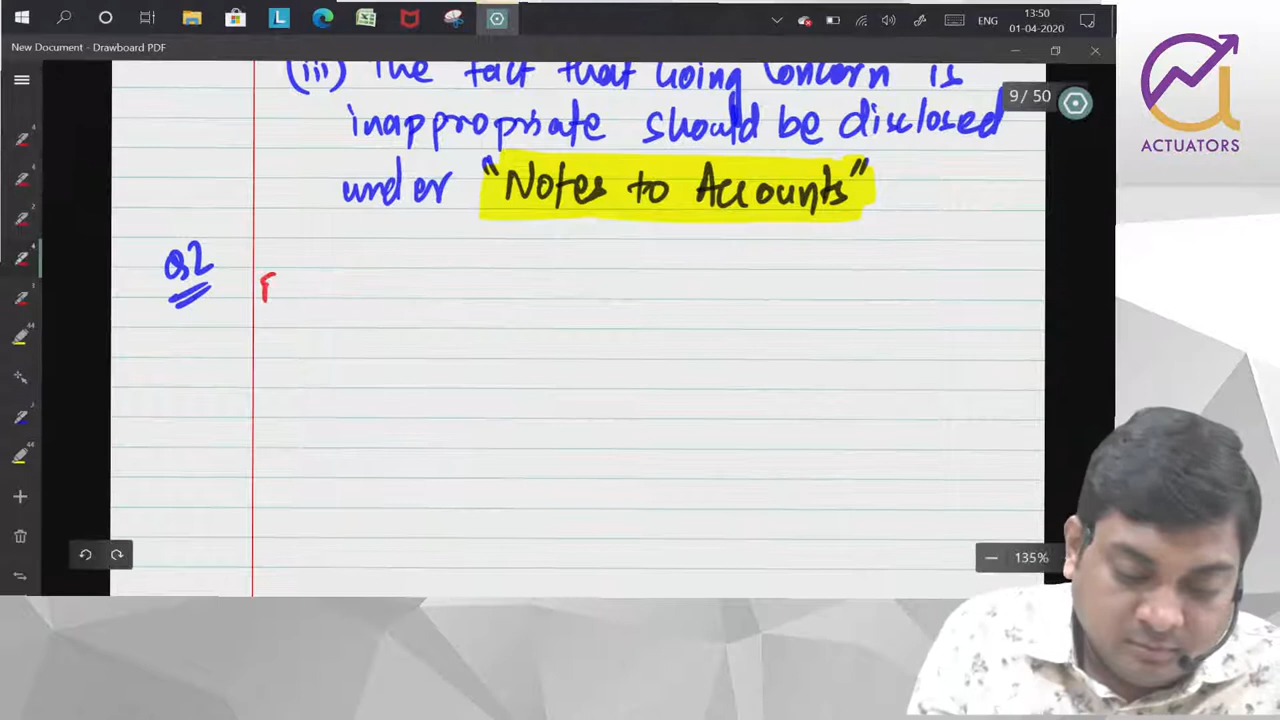 13:50
ENG
01-04-2020
New Document - Drawboard PDF
(iii) The fact that Going Concern is
9 / 50
inappropriate should be disclosed
under "Notes to Accounts"
Q2
135%
ACTUATORS